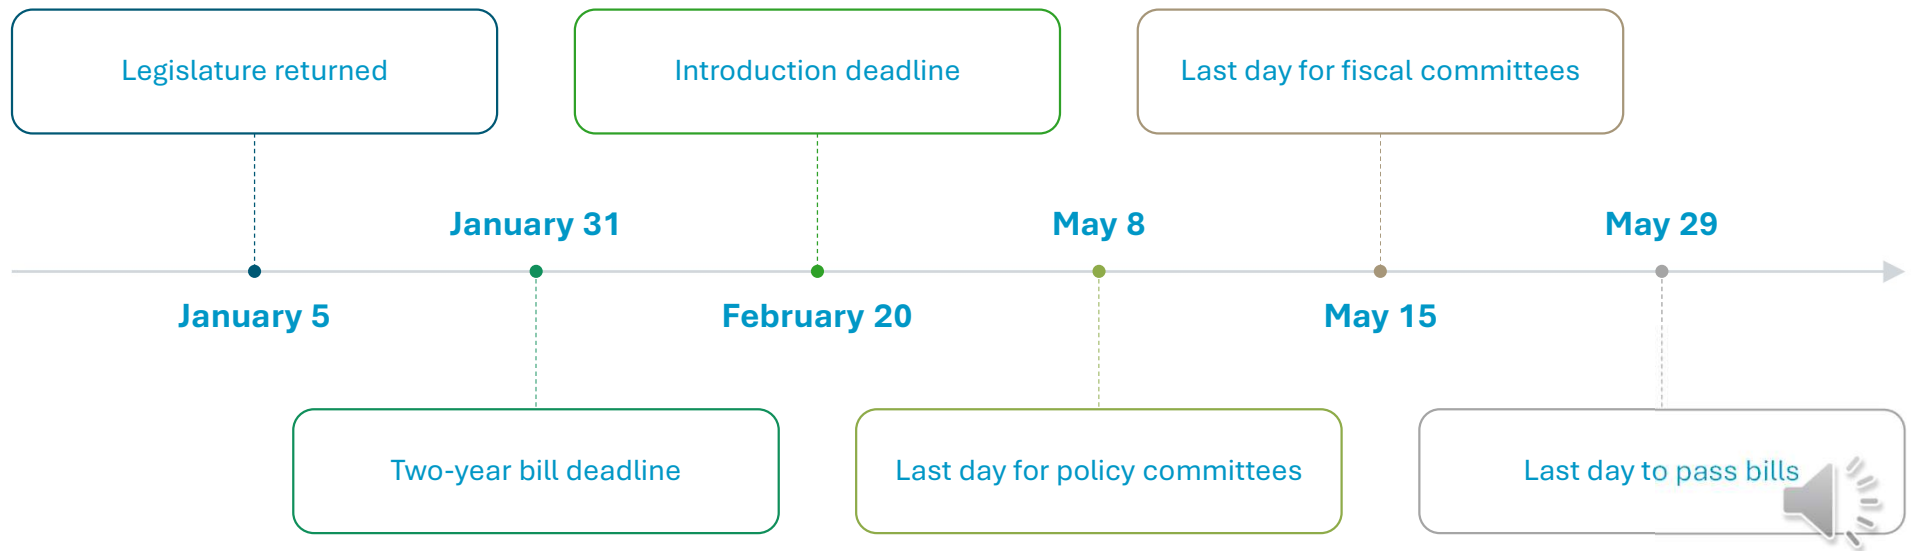 Legislature returned
Introduction deadline
Last day for fiscal committees
January 31
May 8
May 29
January 5
February 20
May 15
Two-year bill deadline
Last day for policy committees
Last day to pass bills